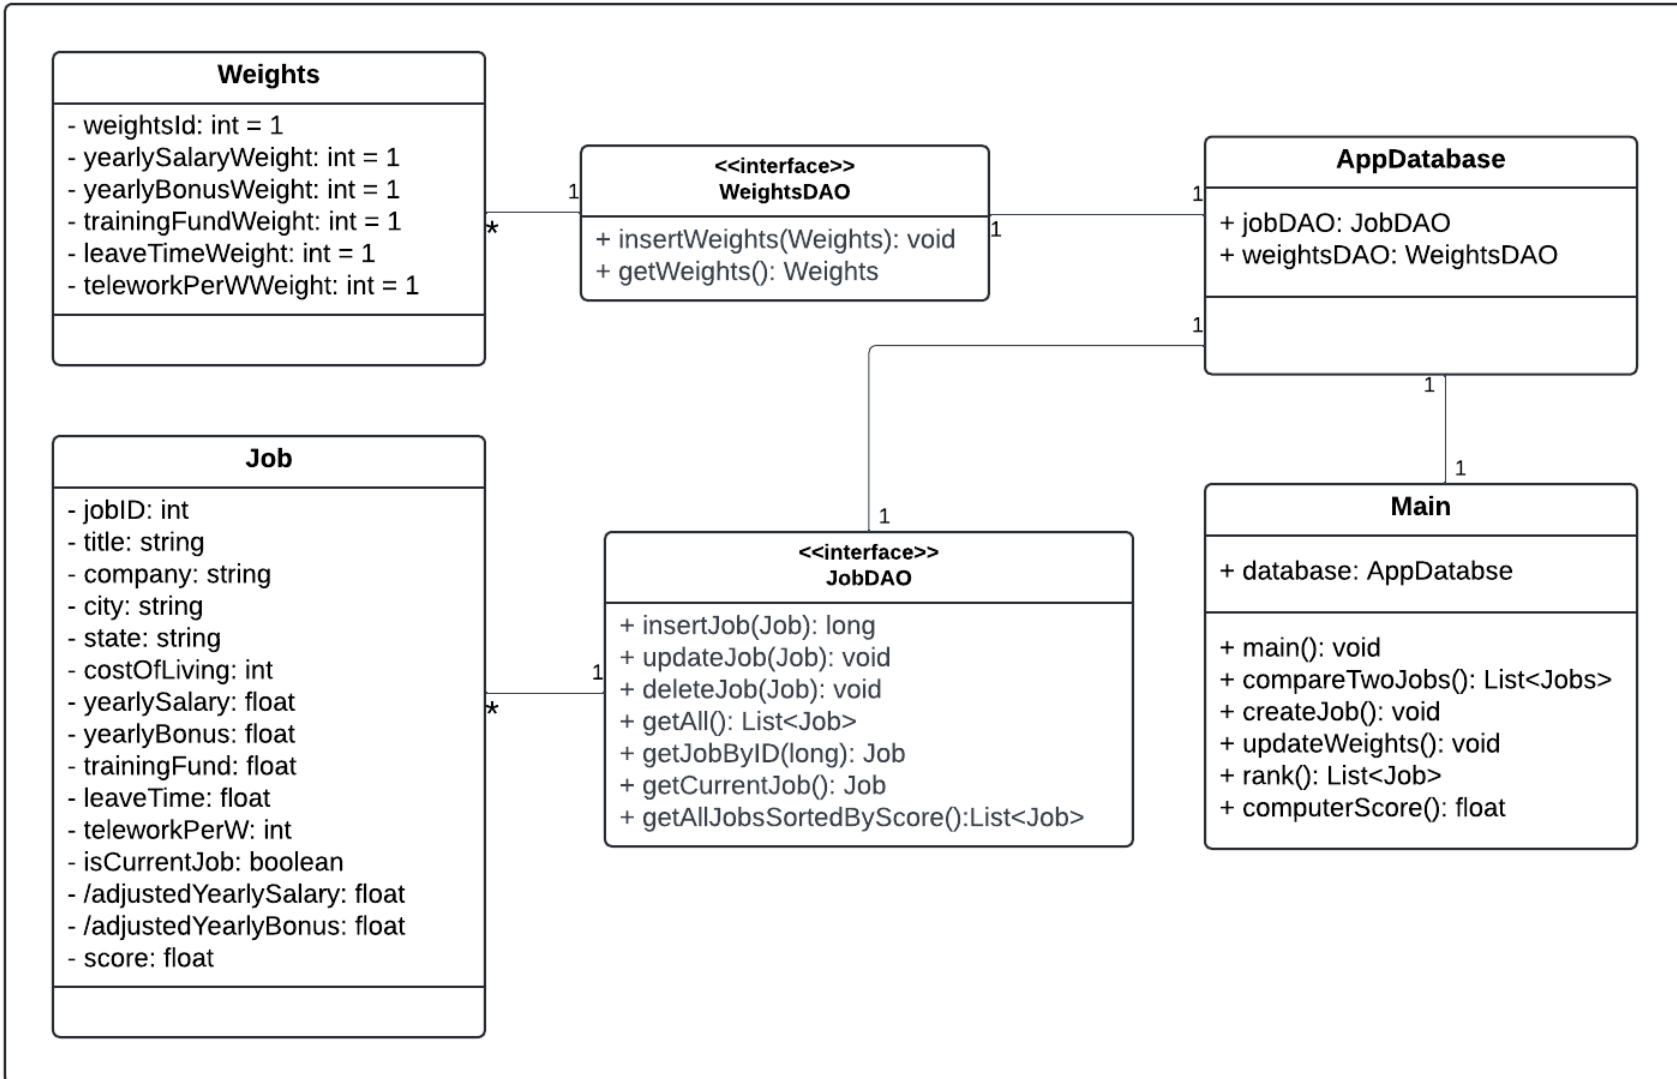 Weights
- weightsId: int = 1
- yearlySalaryWeight: int = 1
- yearlyBonusWeight: int = 1
- trainingFundWeight: int = 1
- leaveTimeWeight: int = 1
- teleworkPerWWeight: int = 1
*
1
<<interface>>
WeightsDAO
+ insertWeights(Weights): void
+ getWeights(): Weights
1
1
AppDatabase
+ jobDAO: JobDAO
+ weightsDAO: WeightsDAO
1
1
Job
- jobID: int
- title: string
- company: string
- city: string
- state: string
- costOfLiving: int
- yearlySalary: float
- yearlyBonus: float
- trainingFund: float
- leaveTime: float
- teleworkPerW: int
- isCurrentJob: boolean
- /adjustedYearlySalary: float
- /adjustedYearlyBonus: float
- score: float
*
1
1
<<interface>>
JobDAO
+ insertJob(Job): long
+ updateJob(Job): void
+ deleteJob(Job): void
+ getAll(): List<Job>
+ getJobByID(long): Job
+ getCurrentJob(): Job
+ getAllJobsSortedByScore():List<Job>
1
Main
+ database: AppDatabse
+ main(): void
+ compareTwoJobs(): List<Jobs>
+ createJob(): void
+ updateWeights(): void
+ rank(): List<Job>
+ computerScore(): float